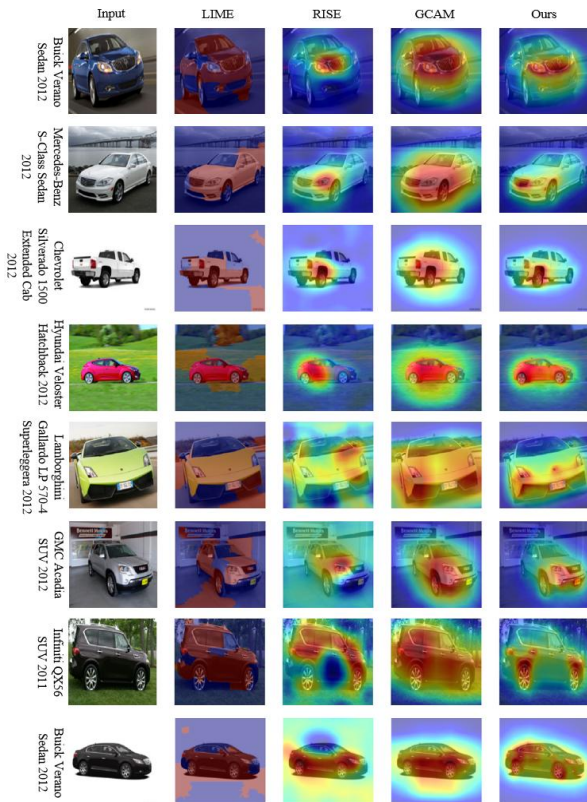 Input LIME RISE GCAM Ours
Buick Verano
Sedan 2012
Mercedes-Benz
S-Class Sedan
2012
Chevrolet
Silverado 1500
Extended Cab
2012
Hyundai Veloster
Hatchback 2012
Lamborghini
Gallardo LP 570-4
Superleggera 2012
GMC Acadia
SUV 2012
Infiniti QX56
SUV 2011
Buick Verano
Sedan 2012